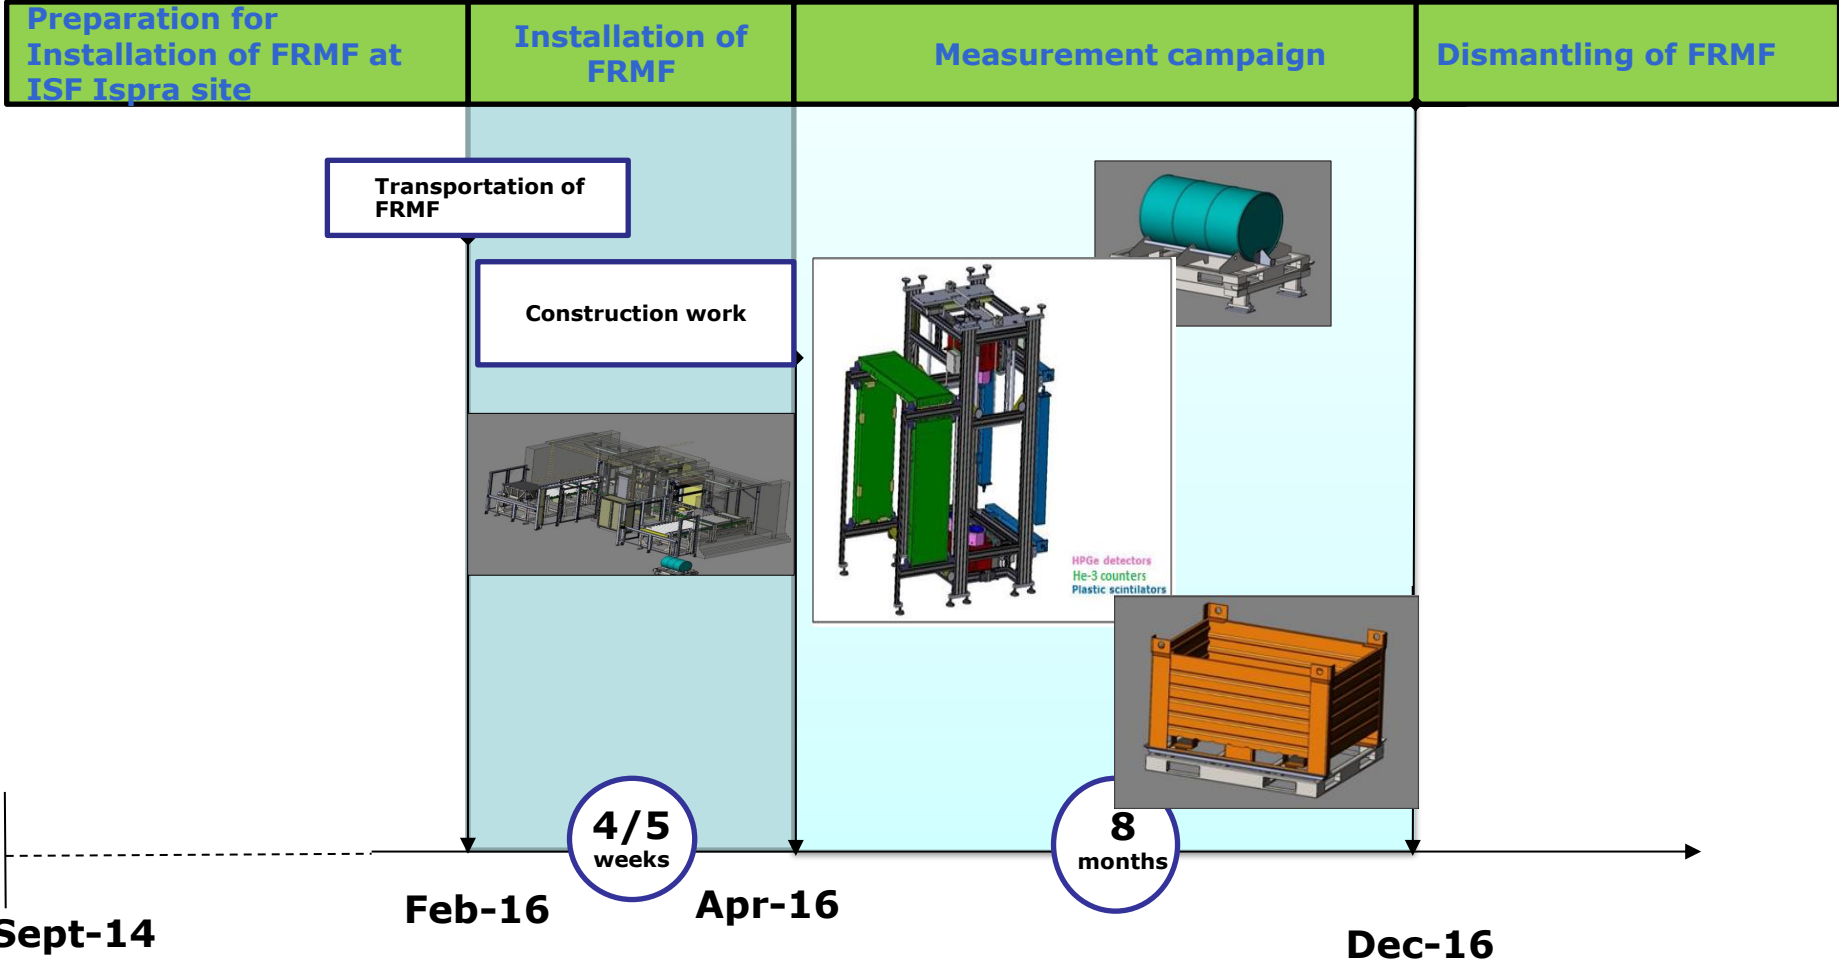 Preparation for
Installation of FRMF at
ISF Ispra site
Installation of
FRMF
Measurement campaign
Dismantling of FRMF
Transportation of
FRMF
Construction work
HPGe detectors
He-3 counters
Plastic scintilators
4/5
weeks
8
months
Sept-14
Feb-16
Apr-16
Dec-16